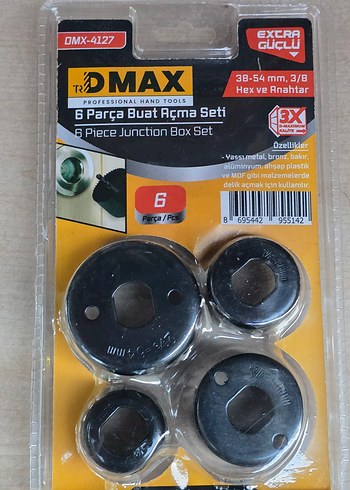 DMX-4127
EXTRA
GÜÇLÜ
TR DMAX
PROFESSIONAL HAND TOOLS
38-54 mm, 3/8
Hex ve Anahtar
6 Parça Buat Açma Seti
6 Piece Junction Box Set
3X
Özellikler
- Yassı metal, bronz, bakır,
alüminyum, ahşap plastik
ve MDF gibi malzemelerde
delik açmak için kullanılır.
6
Parça / Pcs
8 695442 955142